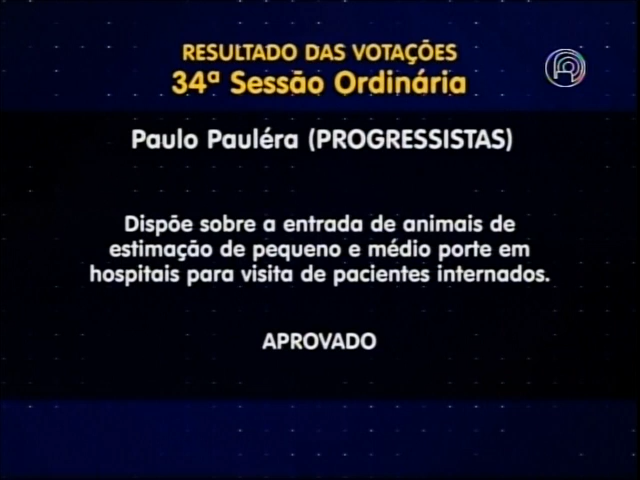 RESULTADO DAS VOTAÇÕES
34ª Sessão Ordinária
Paulo Pauléra (PROGRESSISTAS)
Dispõe sobre a entrada de animais de
estimação de pequeno e médio porte em
hospitais para visita de pacientes internados.
APROVADO